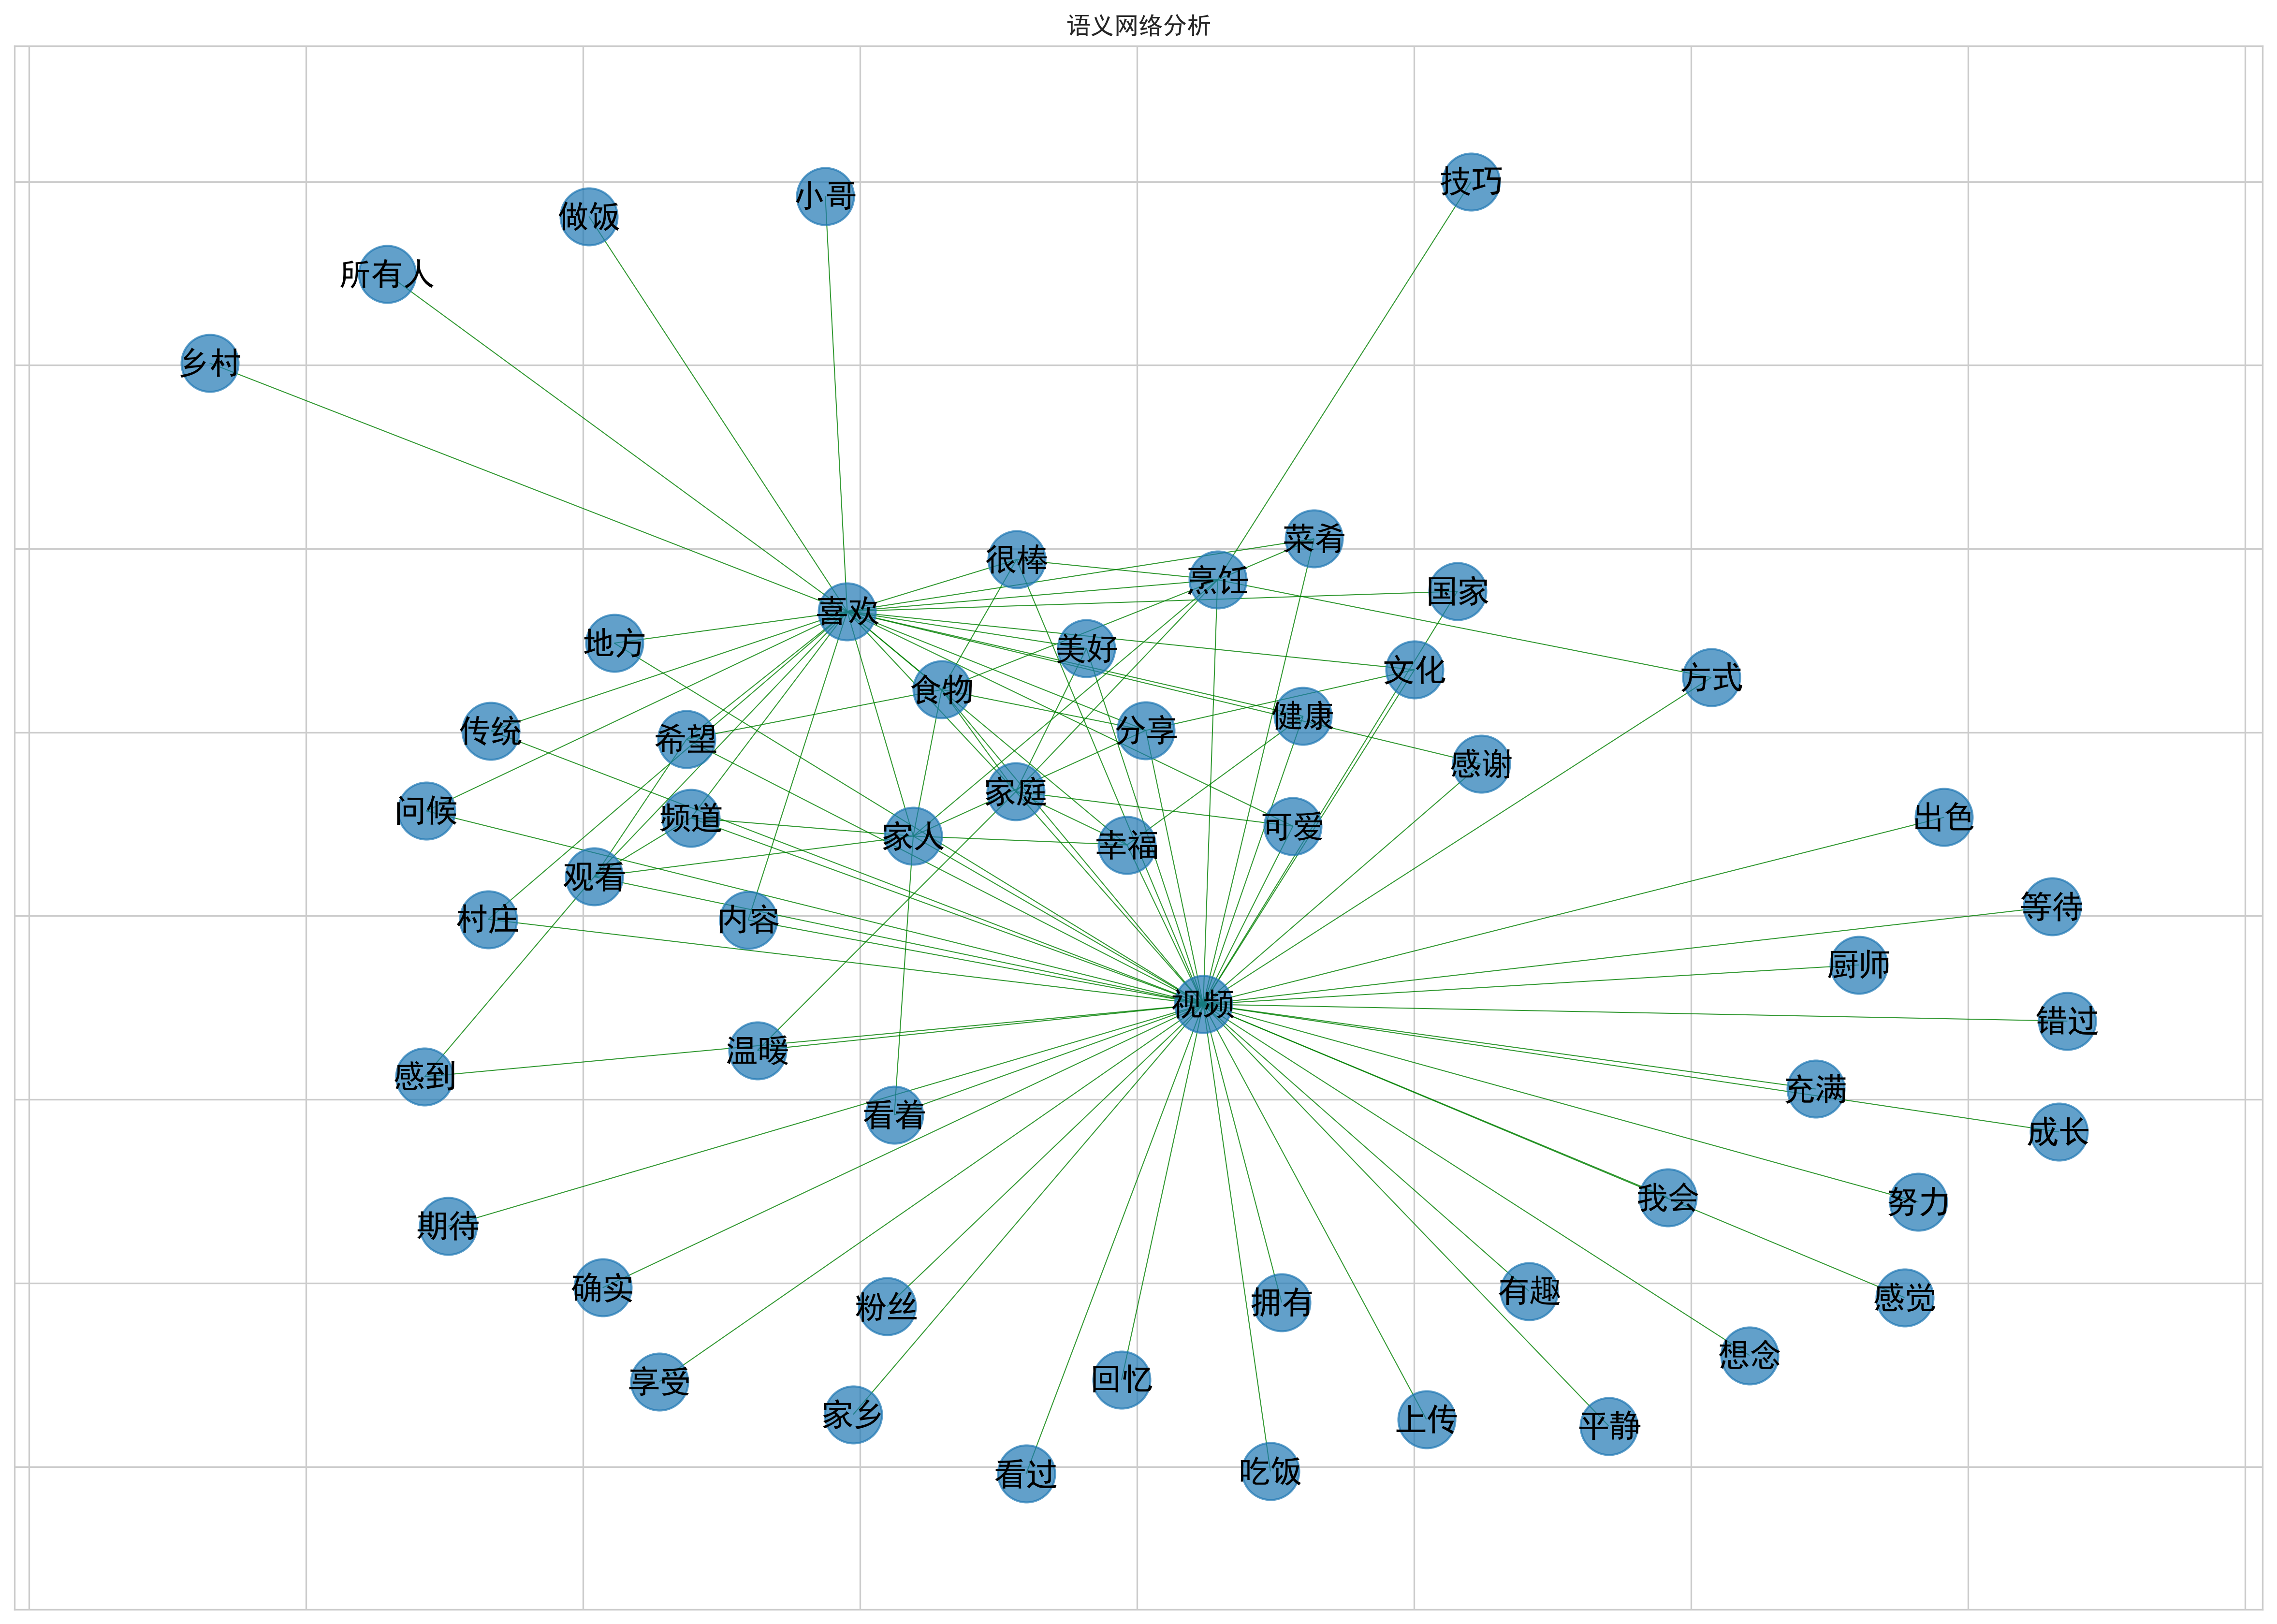 语义网络分析
技巧
小哥
做饭
所有人
乡村
菜肴
很棒
烹饪
国家
喜欢
地方
美好
文化
方式
食物
健康
传统
分享
希望
感谢
家庭
问候
出色
频道
可爱
家人
幸福
观看
等待
村庄
内容
厨师
视频
错过
温暖
感到
充满
看着
成长
我会
努力
期待
确实
有趣
感觉
拥有
粉丝
想念
回忆
享受
家乡
上传
平静
吃饭
看过